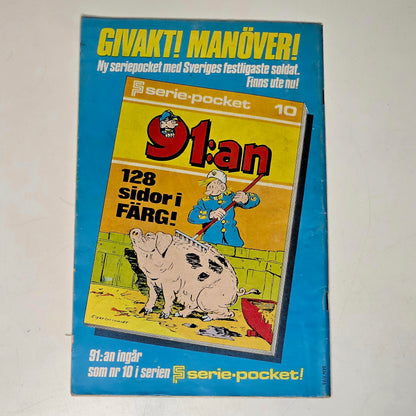 GIVAKT! MANÖVER!
Ny seriepocket med Sveriges festligaste soldat.
Finns ute nu!
serie-pocket 10
91:an
128
sidor i
FÄRG!
91:an ingår
som nr 10 i serien serie-pocket!